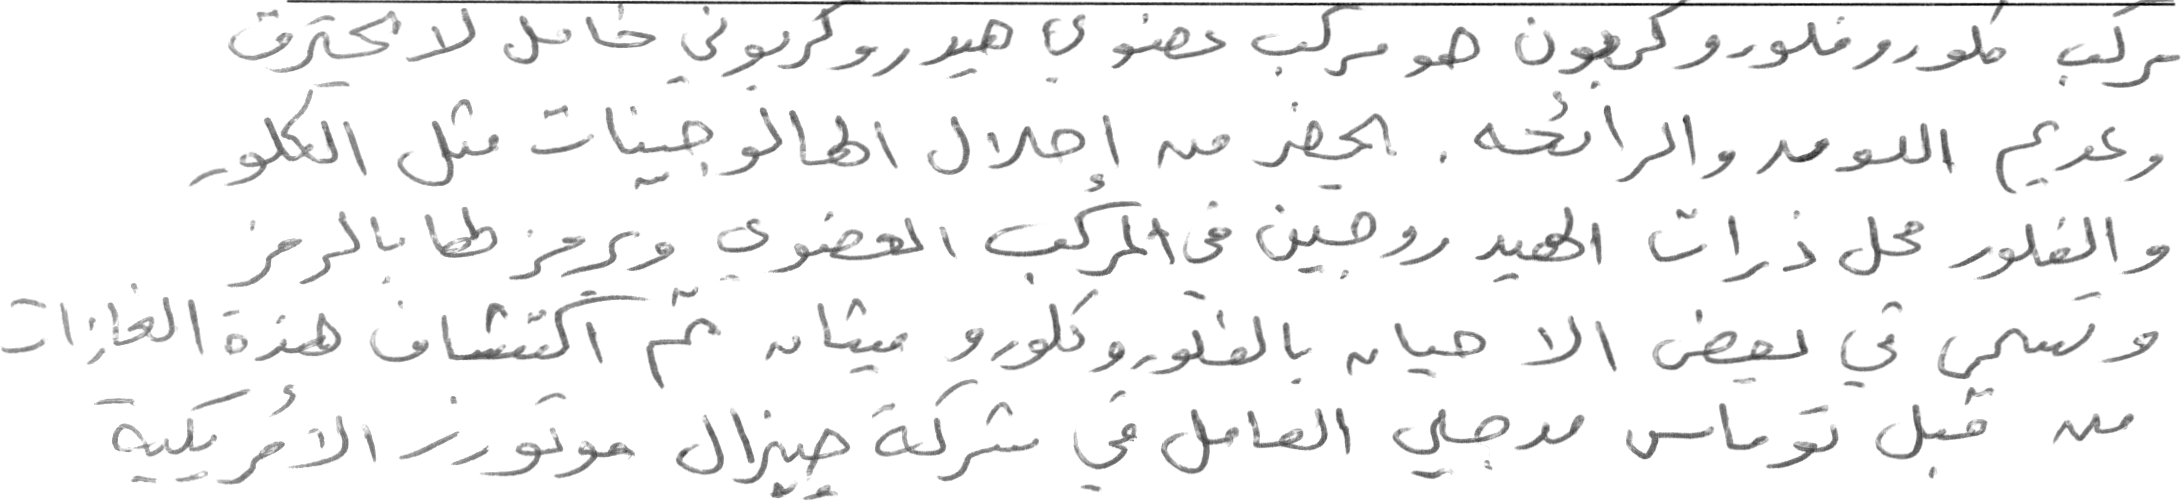 مركب كلوروفلوروكربون هو مركب عضوي هيدروكربوني خامل لا يحترق
وعديم اللون والرائحه . يحضر من إحلال الهالوجينات مثل الكلور
والفلور محل ذرات الهيدروجين في المركب العضوي ويرمز لها بالرمز
وتسمى في بعض الاحيان بالفلوروكلورو ميثان تم اكتشاف هذة الغازات
من قبل توماس مدجلي العامل في شركة جينرال موتورز الأمريكية